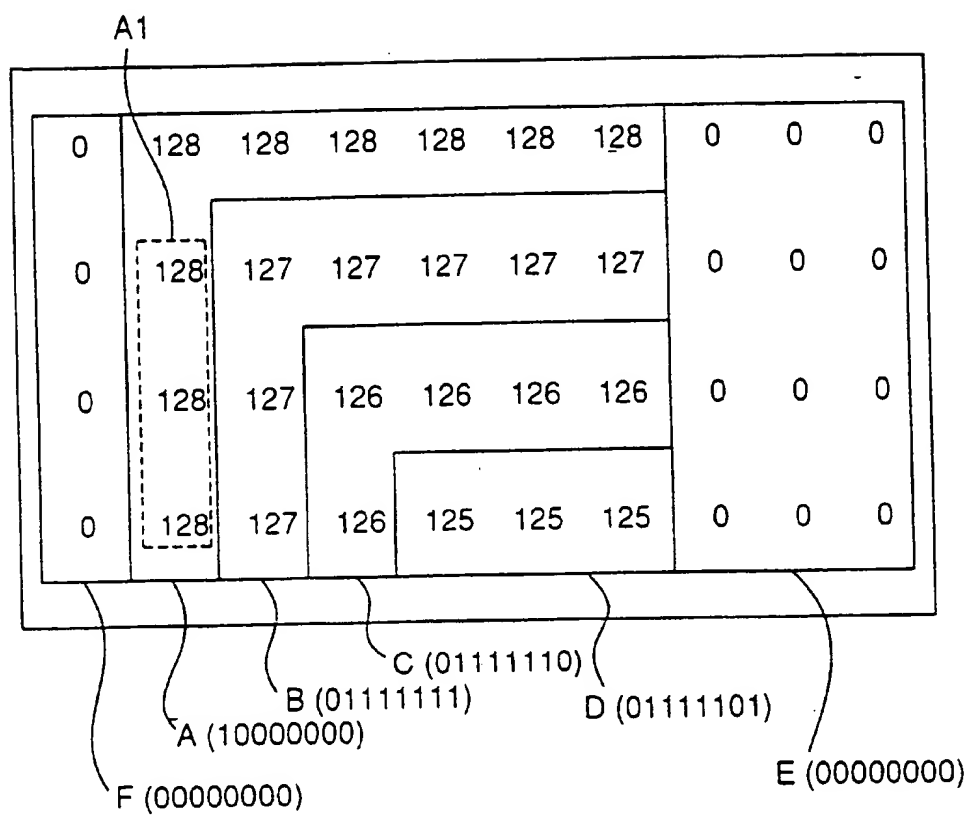 A1
0 128 128 128 128 128 128 0 0 0
0 128 127 127 127 127 127 0 0 0
0 128 127 126 126 126 126 0 0 0
0 128 127 126 125 125 125 0 0 0
C (01111110)
B (01111111)
D (01111101)
A (10000000)
E (00000000)
F (00000000)